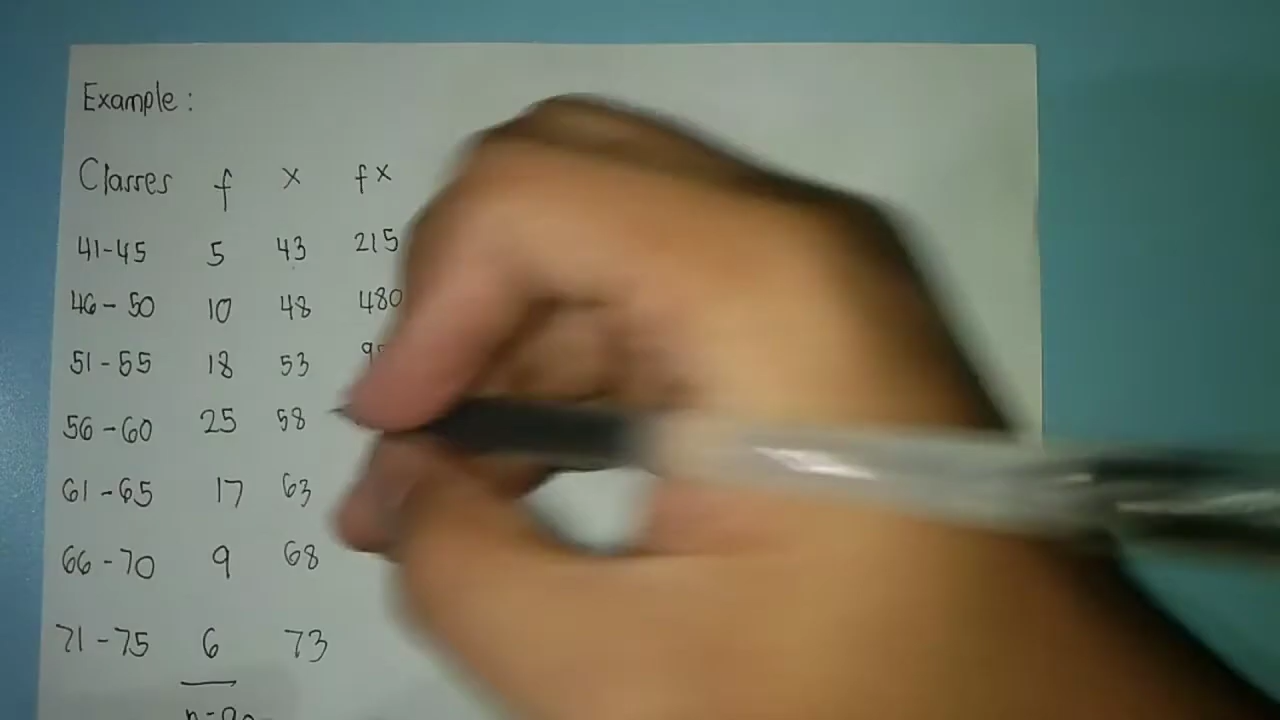 Example:
Classes f x fx
41-45 5 43 215
46-50 10 48 480
51-55 18 53
56-60 25 58
61-65 17 63
66-70 9 68
71-75 6 73